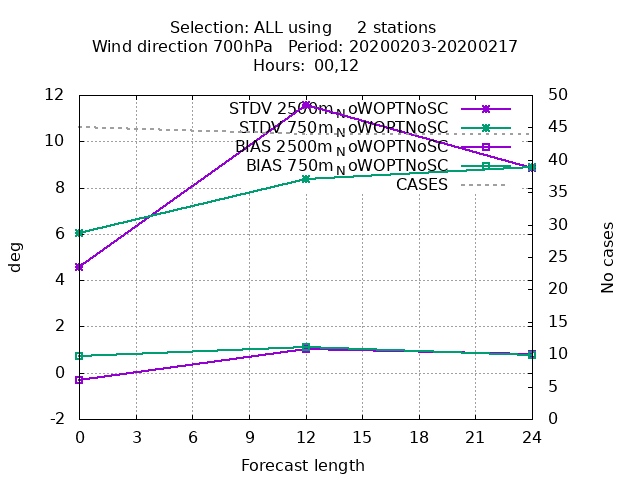 Selection: ALL using     2 stations
Wind direction 700hPa   Period: 20200203-20200217
Hours: 00,12
STDV 2500m_NoWOPTNoSC
STDV 750m_NoWOPTNoSC
BIAS 2500m_NoWOPTNoSC
BIAS 750m_NoWOPTNoSC
CASES
12
10
8
6
4
2
0
-2
deg
50
45
40
35
30
25
20
15
10
5
0
No cases
0 3 6 9 12 15 18 21 24
Forecast length